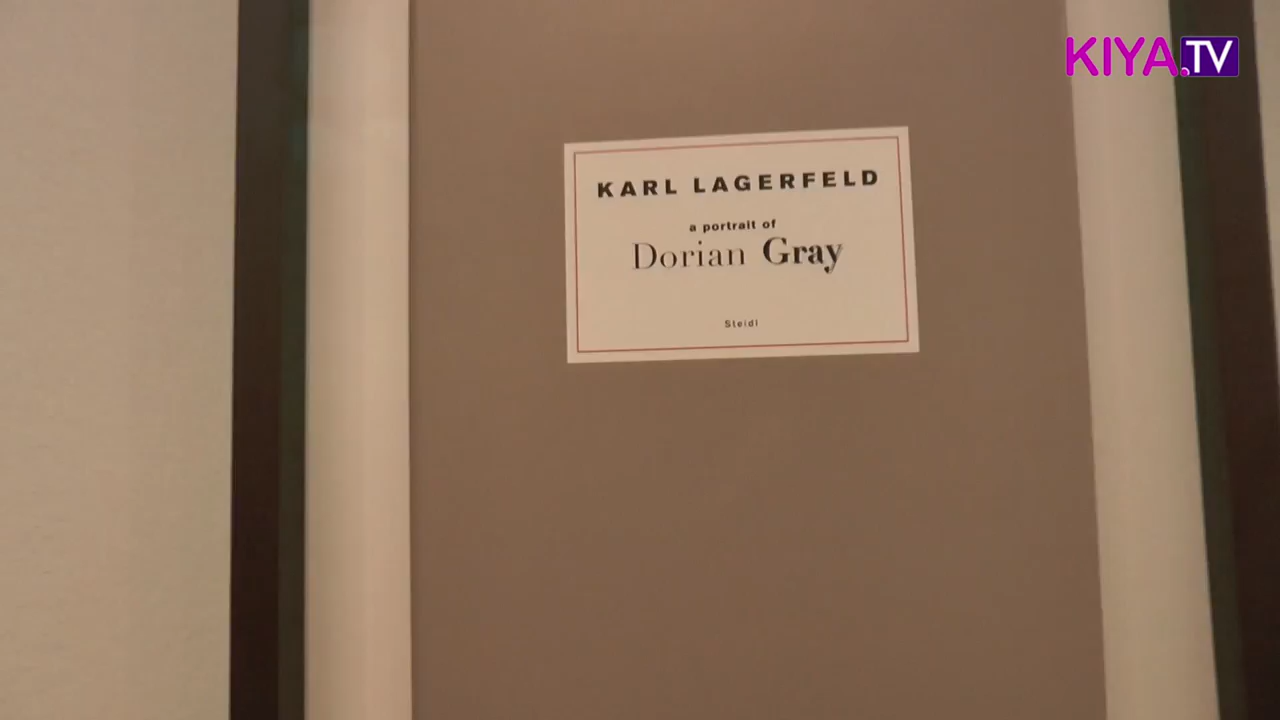 KIYA.TV
KARL LAGERFELD
a portrait of
Dorian Gray
Steidl